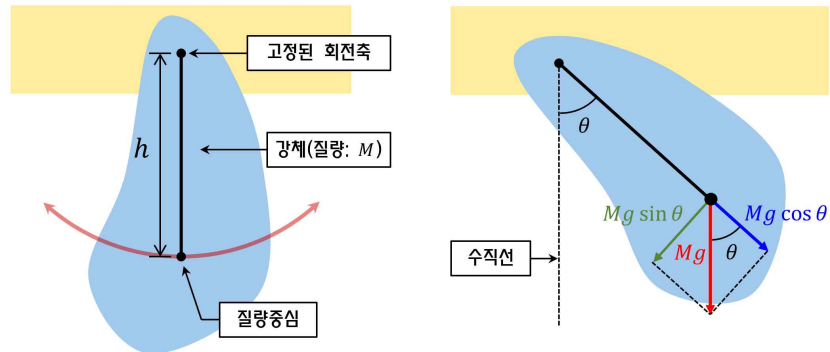 고정된 회전축
h
강체(질량: M)
질량중심
θ
Mg sin θ
Mg cos θ
Mg
θ
수직선